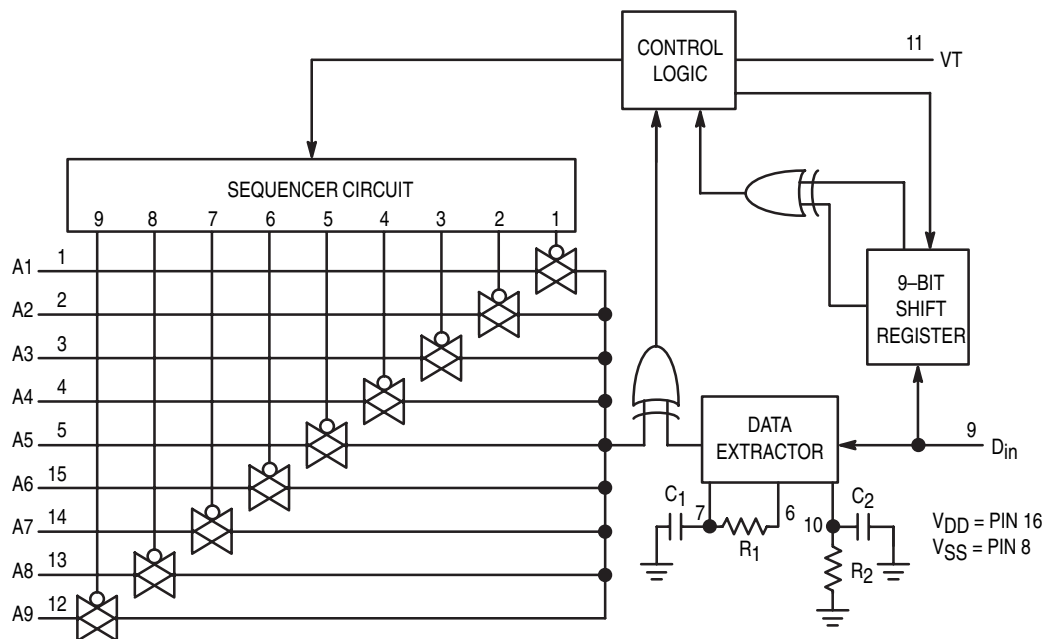 CONTROL
LOGIC
11
VT
SEQUENCER CIRCUIT
9 8 7 6 5 4 3 2 1
A1 1
A2 2
A3 3
A4 4
A5 5
A6 15
A7 14
A8 13
A9 12
9–BIT
SHIFT
REGISTER
DATA
EXTRACTOR
9
Din
C1
7
R1
6
10
C2
R2
VDD = PIN 16
VSS = PIN 8